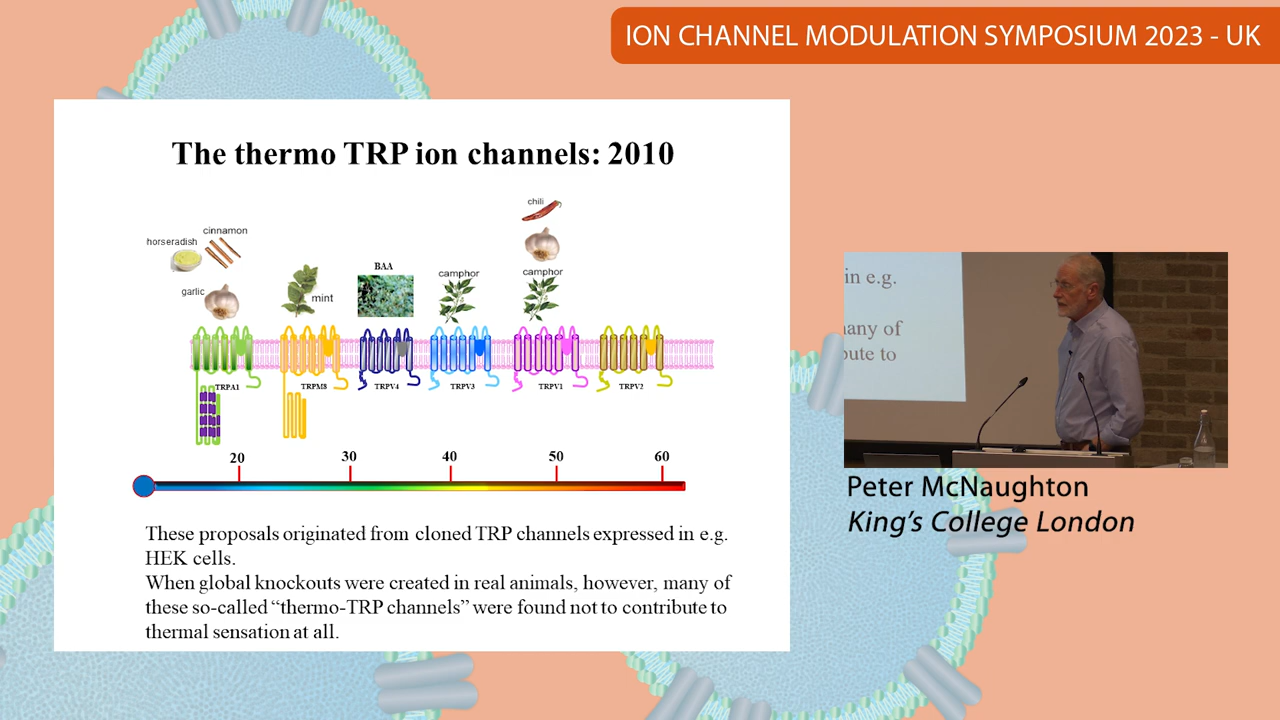 ION CHANNEL MODULATION SYMPOSIUM 2023 - UK
The thermo TRP ion channels: 2010
chili
cinnamon
horseradish
BAA
camphor
camphor
garlic
mint
TRPA1
TRPM8
TRPV4
TRPV3
TRPV1
TRPV2
20
30
40
50
60
These proposals originated from cloned TRP channels expressed in e.g.
HEK cells.
When global knockouts were created in real animals, however, many of
these so-called “thermo-TRP channels” were found not to contribute to
thermal sensation at all.
in e.g.
many of
bute to
Peter McNaughton
King's College London